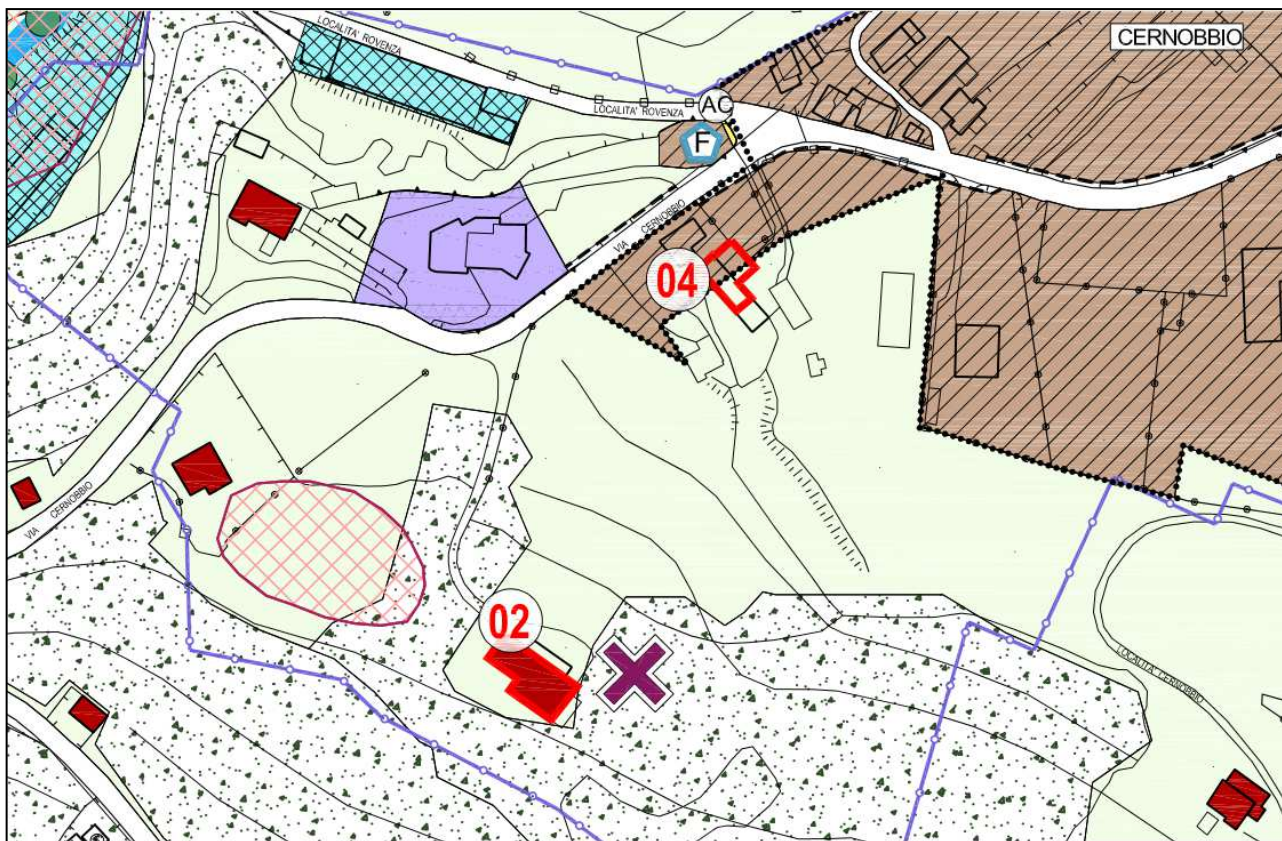 LOCALITA' ROVENZA
CERNOBBIO
LOCALITA' ROVENZA
AC
F
VIA CERNOBBIO
04
VIA CERNOBBIO
02
LOCALITA' CERNOBBIO